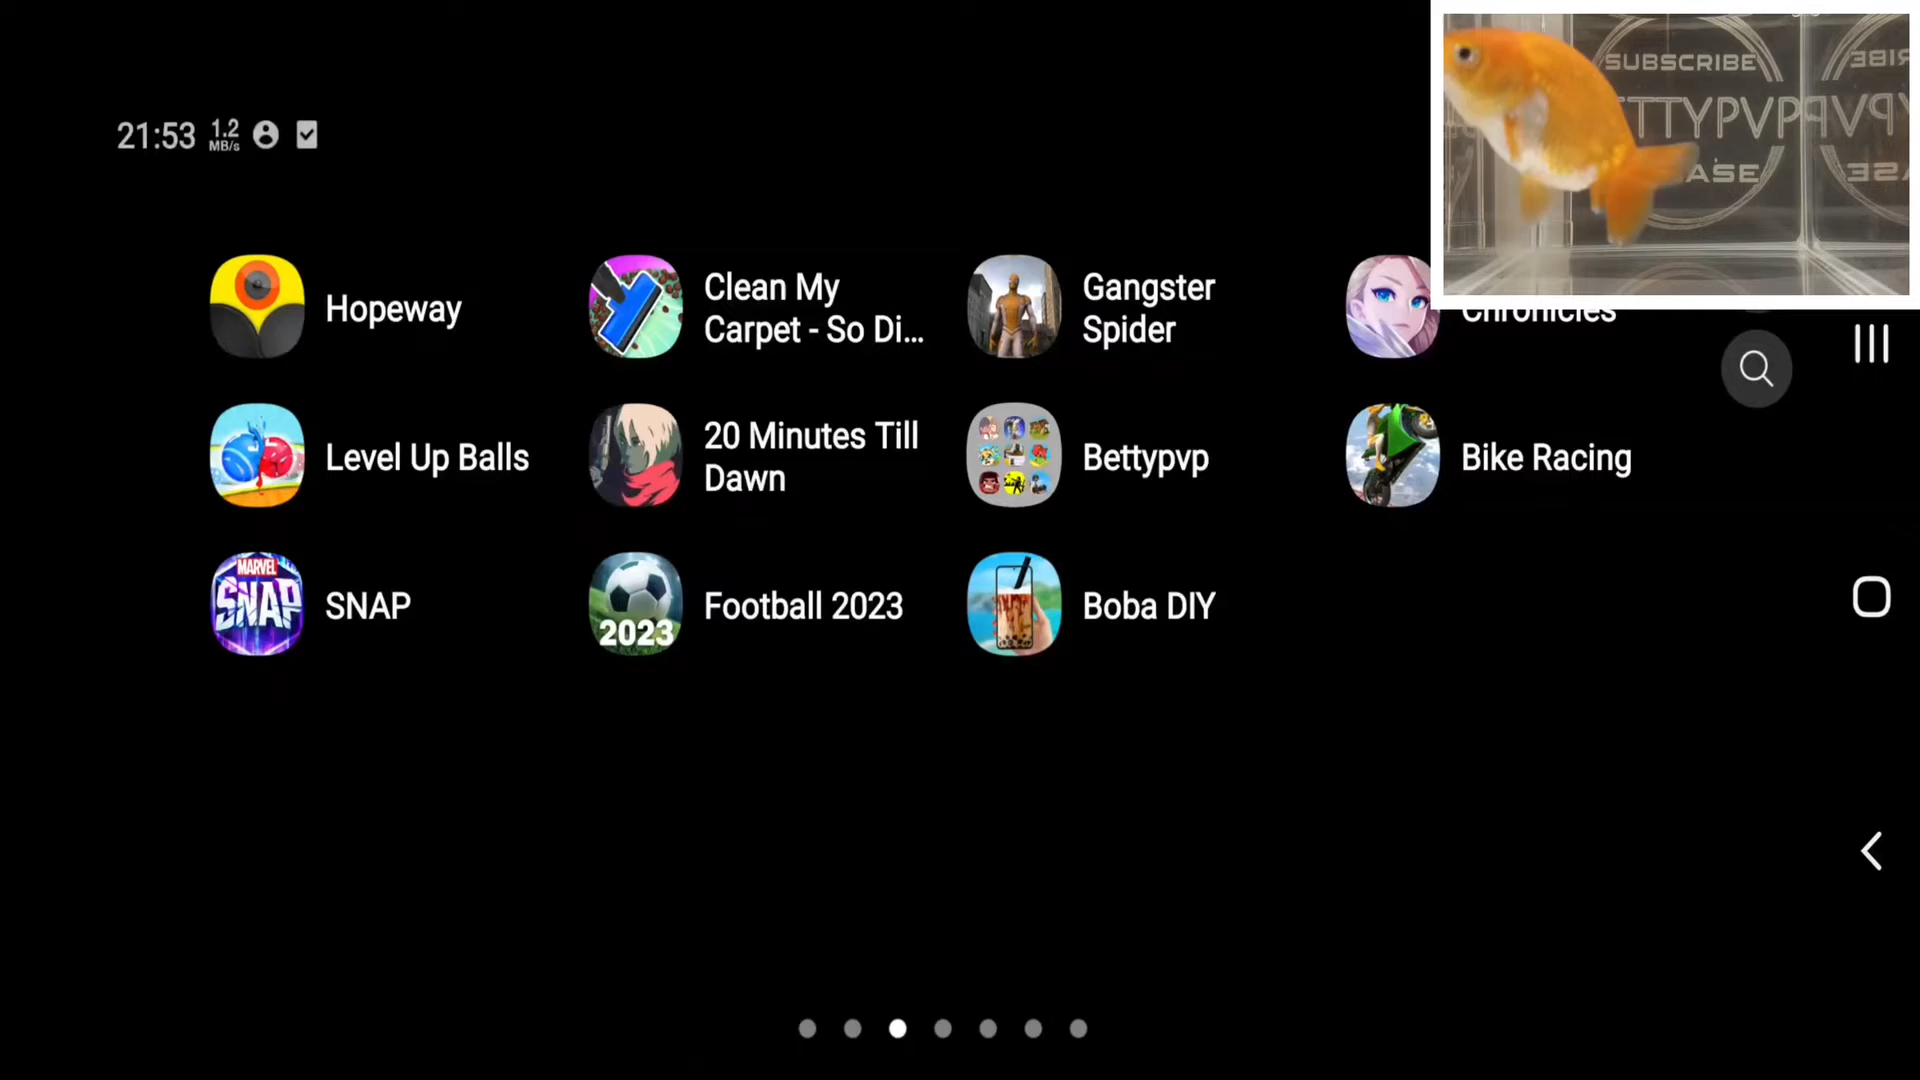 21:53
1.2
MB/s
SUBSCRIBE
TTYPVP
ASE
Hopeway
Clean My
Carpet - So Di...
Gangster
Spider
Chronicles
Level Up Balls
20 Minutes Till
Dawn
Bettypvp
Bike Racing
MARVEL
SNAP
SNAP
2023
Football 2023
Boba DIY